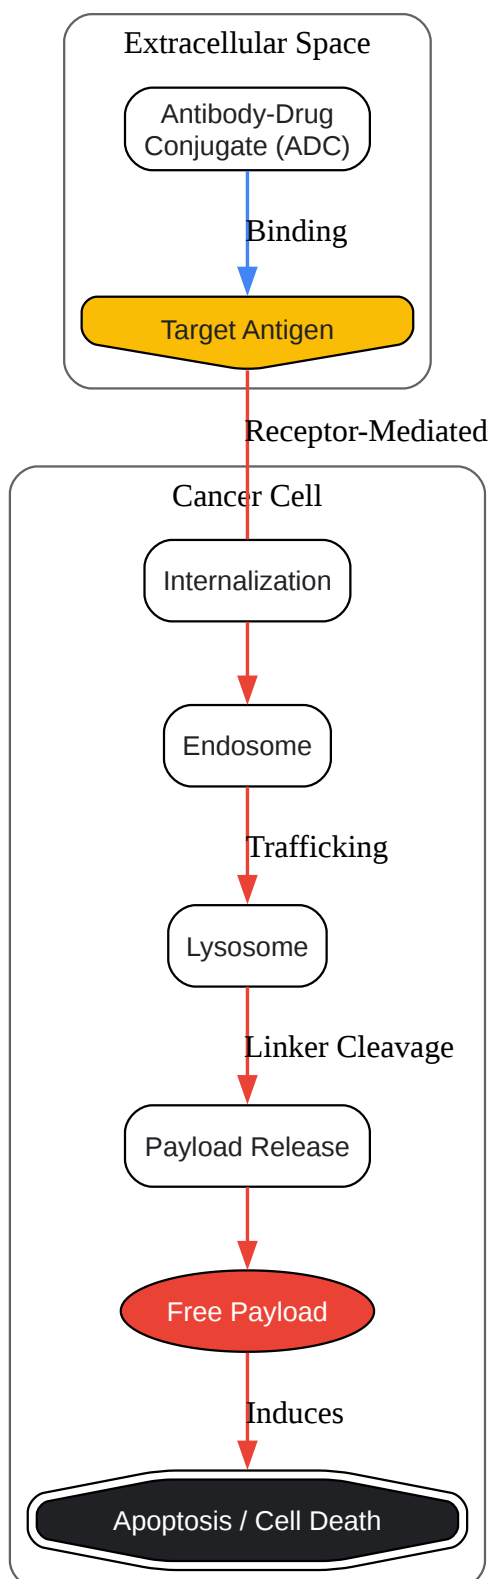 Extracellular Space
Antibody-Drug
Conjugate (ADC)
Binding
Target Antigen
Receptor-Mediated
Cancer Cell
Internalization
Endosome
Trafficking
Lysosome
Linker Cleavage
Payload Release
Free Payload
Induces
Apoptosis / Cell Death